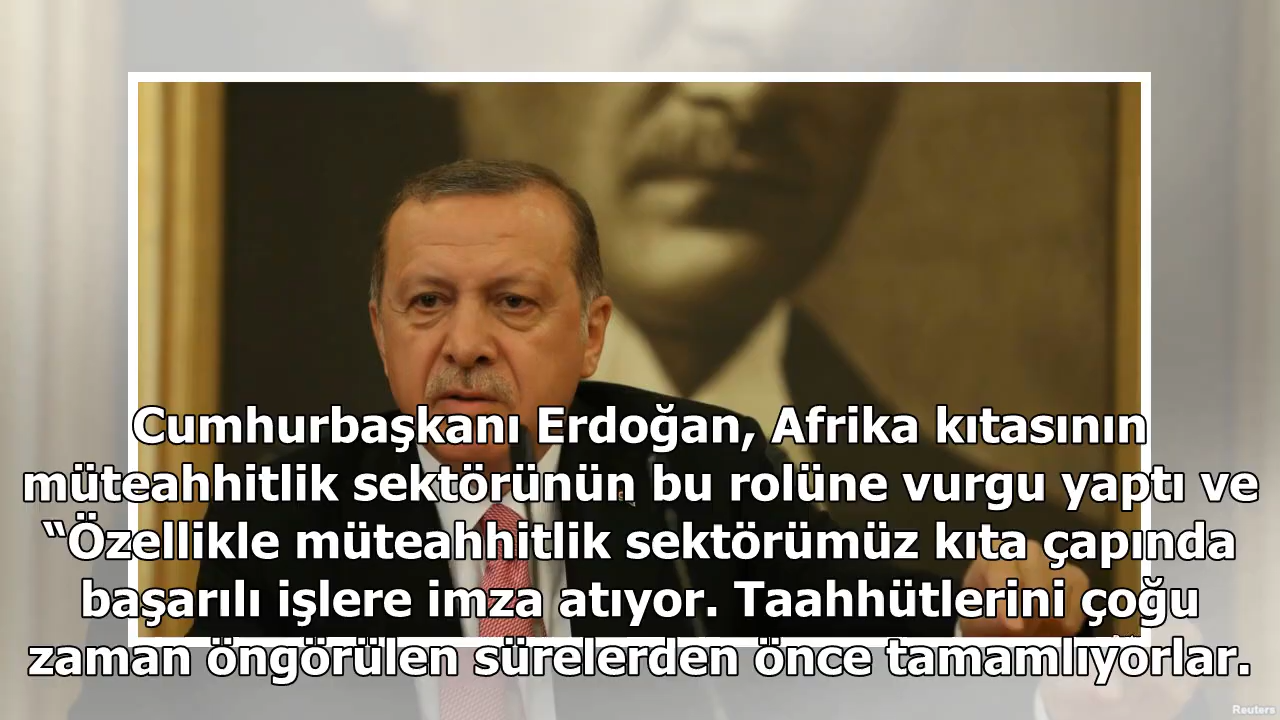 Cumhurbaşkanı Erdoğan, Afrika kıtasının
müteahhitlik sektörünün bu rolüne vurgu yaptı ve
“Özellikle müteahhitlik sektörümüz kıta çapında
başarılı işlere imza atıyor. Taahhütlerini çoğu
zaman öngörülen sürelerden önce tamamlıyorlar.
Reuters